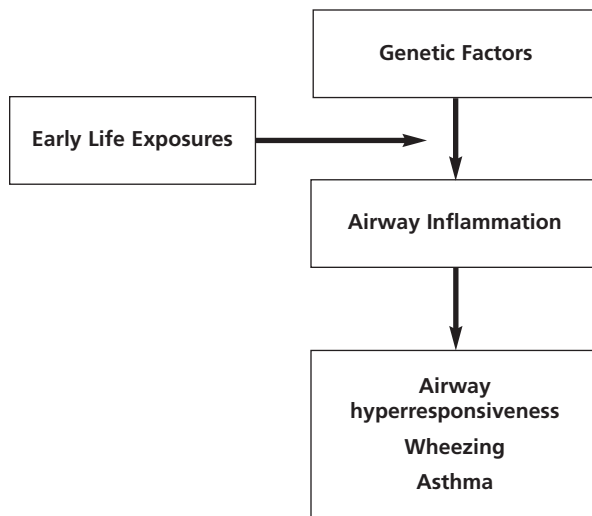 Genetic Factors
Early Life Exposures
Airway Inflammation
Airway
hyperresponsiveness
Wheezing
Asthma